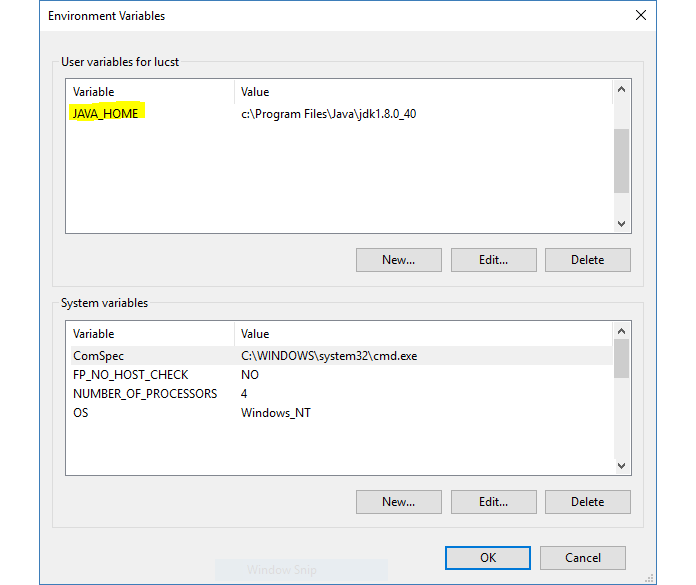 Environment Variables
User variables for lucst
Variable Value
JAVA_HOME c:\Program Files\Java\jdk1.8.0_40
New... Edit... Delete
System variables
Variable Value
ComSpec C:\WINDOWS\system32\cmd.exe
FP_NO_HOST_CHECK NO
NUMBER_OF_PROCESSORS 4
OS Windows_NT
New... Edit... Delete
OK Cancel
Window Snip